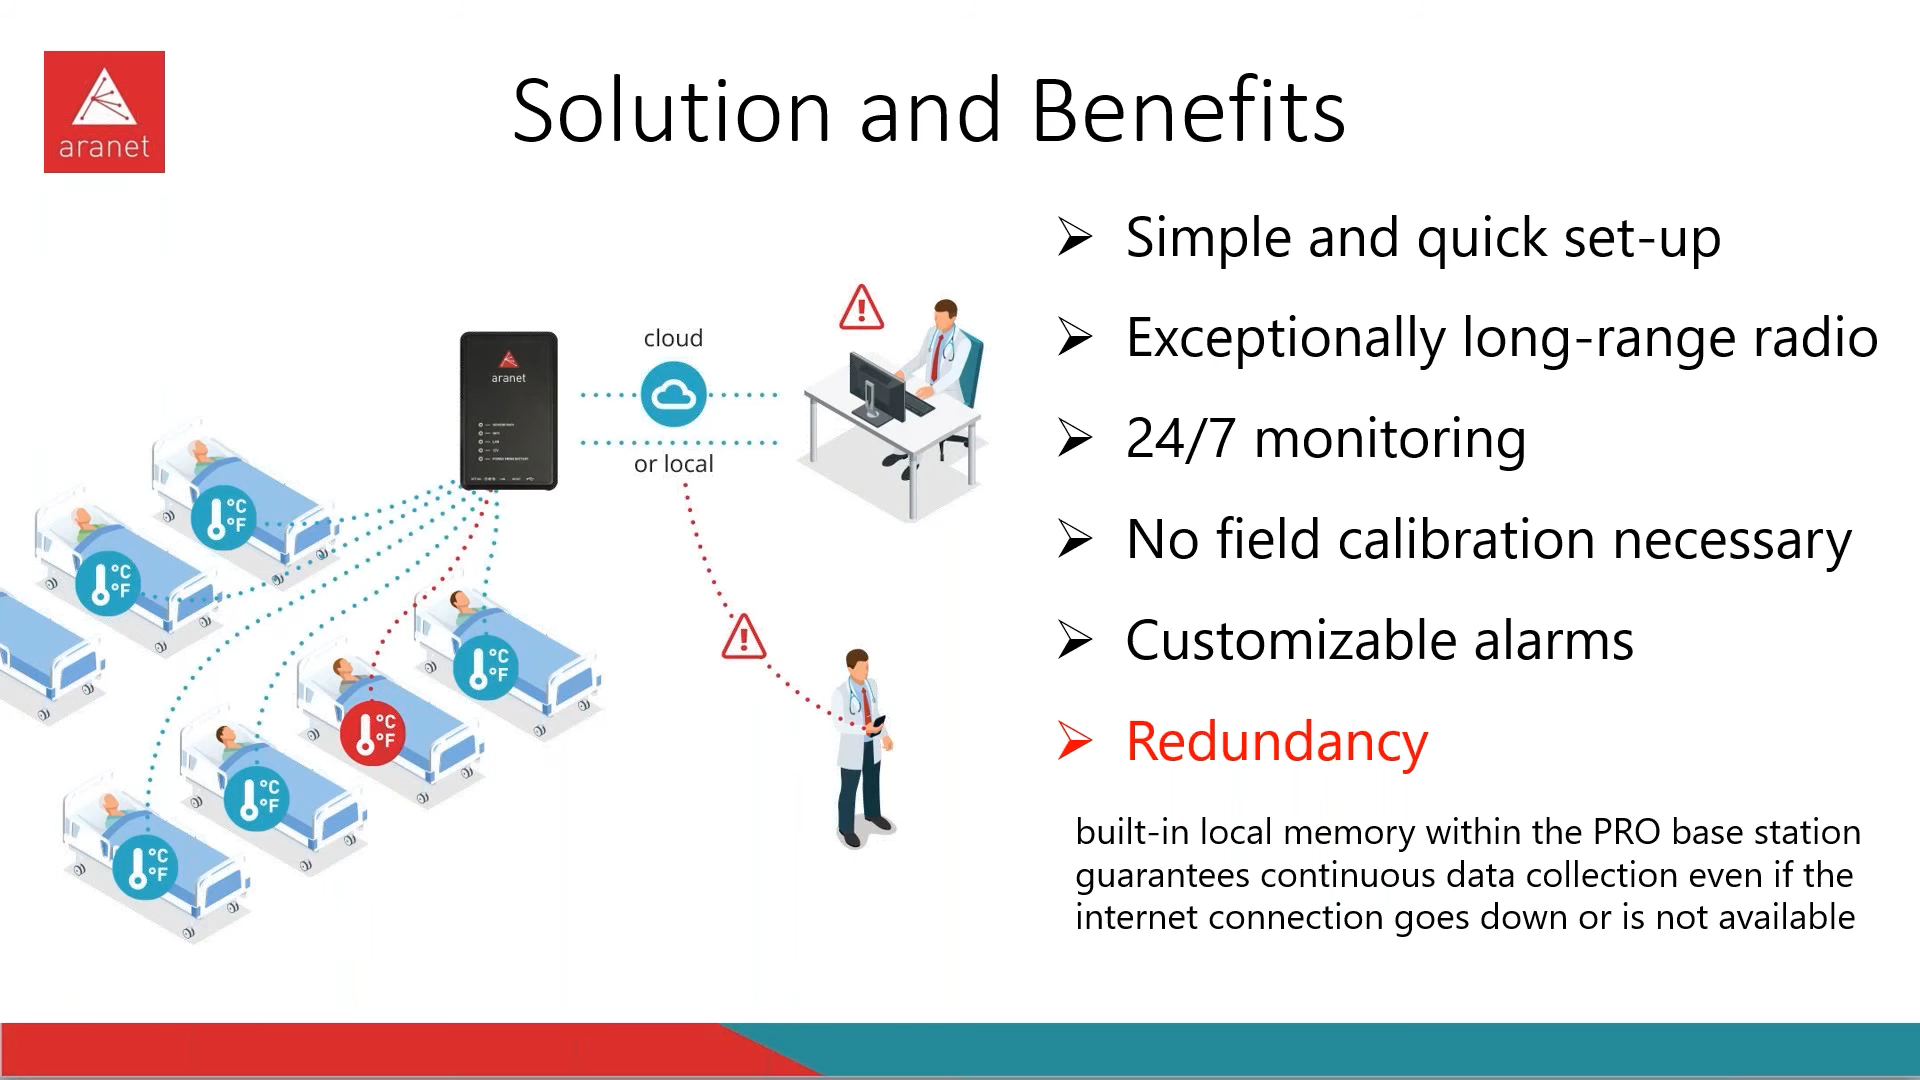 aranet
Solution and Benefits
Simple and quick set-up
Exceptionally long-range radio
24/7 monitoring
No field calibration necessary
Customizable alarms
Redundancy
built-in local memory within the PRO base station
guarantees continuous data collection even if the
internet connection goes down or is not available
cloud
or local
aranet
°C
°F
°C
°F
°C
°F
°C
°F
°C
°F
°C
°F